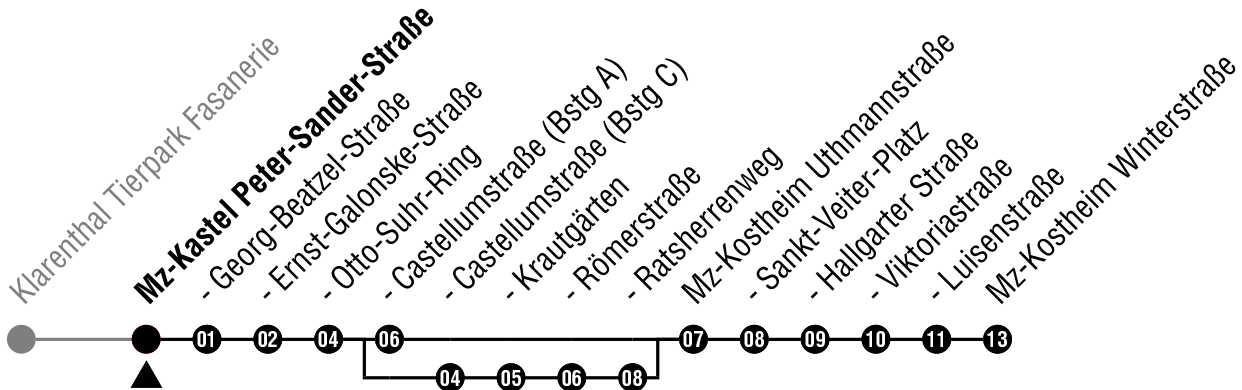 Klarenthal Tierpark Fasanerie
Mz-Kastel Peter-Sander-Straße
- Georg-Beatzel-Straße
- Ernst-Galonske-Straße
- Otto-Suhr-Ring
- Castellumstraße (Bstg A)
- Castellumstraße (Bstg C)
- Krautgärten
- Römerstraße
- Ratsherrenweg
Mz-Kostheim Uthmannstraße
- Sankt-Veiter-Platz
- Hallgarter Straße
- Viktoriastraße
- Luisenstraße
Mz-Kostheim Winterstraße
01 02 04 06 07 08 09 10 11 13
04 05 06 08